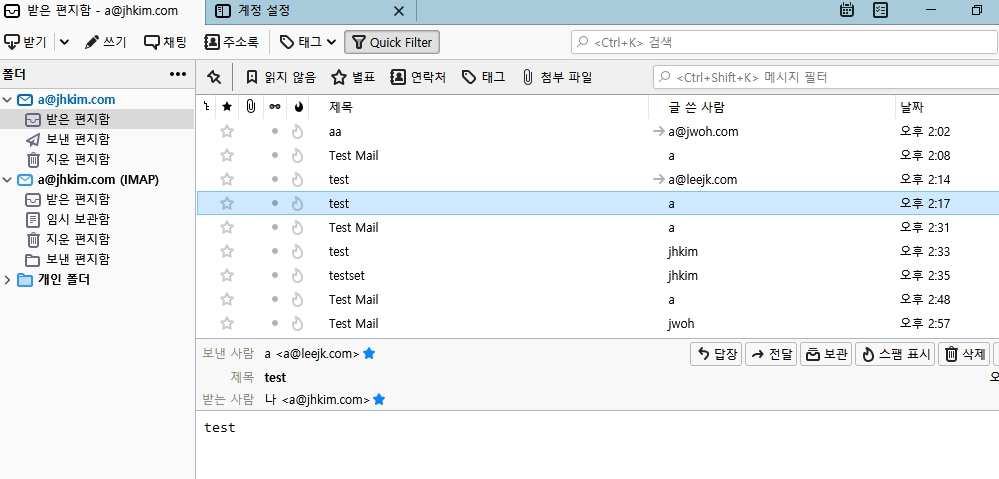 받은 편지함 - a@jhkim.com
계정 설정
받기
쓰기
채팅
주소록
태그
Quick Filter
<Ctrl+K> 검색
폴더
읽지 않음
별표
연락처
태그
첨부 파일
<Ctrl+Shift+K> 메시지 필터
a@jhkim.com
받은 편지함
보낸 편지함
지운 편지함
a@jhkim.com (IMAP)
받은 편지함
임시 보관함
지운 편지함
보낸 편지함
개인 폴더
제목 글 쓴 사람 날짜
aa a@jwoh.com 오후 2:02
Test Mail a 오후 2:08
test a@leejk.com 오후 2:14
test a 오후 2:17
Test Mail a 오후 2:31
test jhkim 오후 2:33
testset jhkim 오후 2:35
Test Mail a 오후 2:48
Test Mail jwoh 오후 2:57
보낸 사람 a <a@leejk.com>
답장
전달
보관
스팸 표시
삭제
제목 test
받는 사람 나 <a@jhkim.com>
test